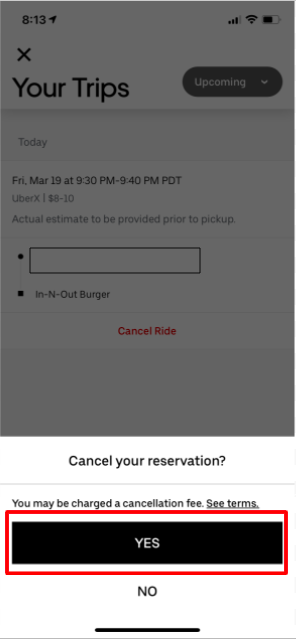 8:13
Your Trips
Upcoming
Today
Fri, Mar 19 at 9:30 PM-9:40 PM PDT
UberX | $8-10
Actual estimate to be provided prior to pickup.
In-N-Out Burger
Cancel Ride
Cancel your reservation?
You may be charged a cancellation fee. See terms.
YES
NO